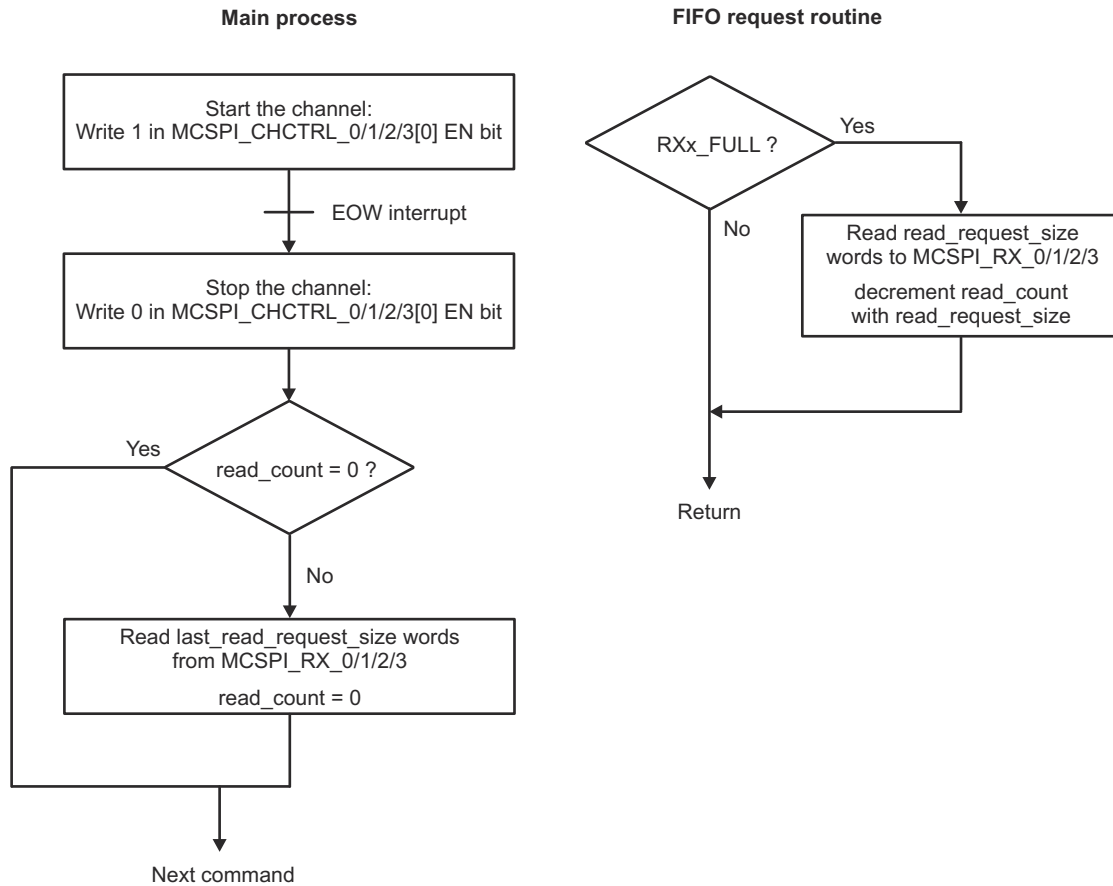 Main process
Start the channel:
Write 1 in MCSPI_CHCTRL_0/1/2/3[0] EN bit
EOW interrupt
Stop the channel:
Write 0 in MCSPI_CHCTRL_0/1/2/3[0] EN bit
Yes
read_count = 0 ?
No
Read last_read_request_size words
from MCSPI_RX_0/1/2/3
read_count = 0
Next command
FIFO request routine
RXx_FULL ?
Yes
No
Read read_request_size
words to MCSPI_RX_0/1/2/3
decrement read_count
with read_request_size
Return